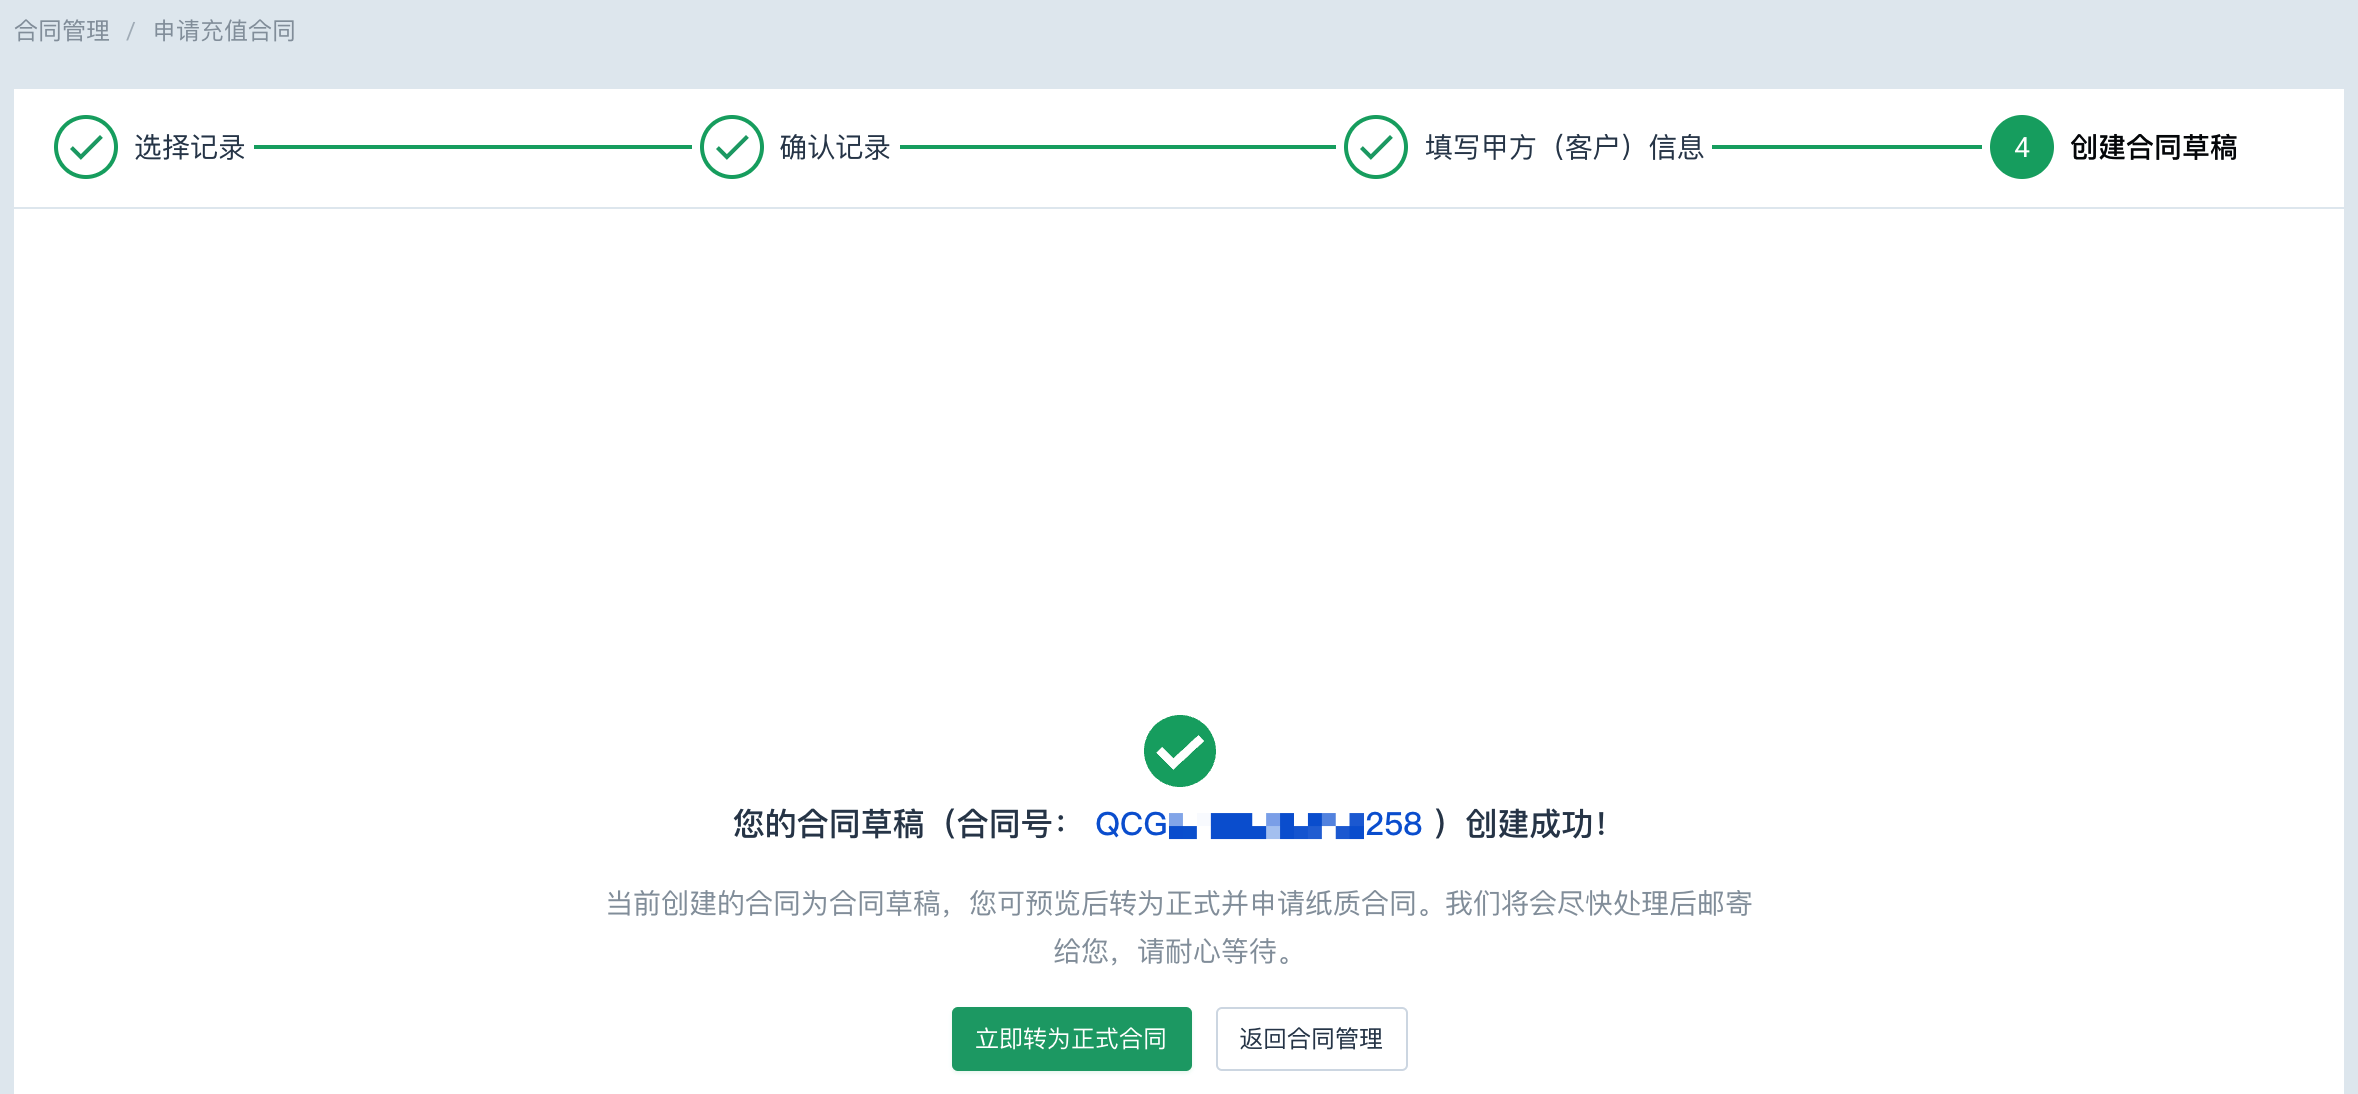 合同管理 / 申请充值合同
选择记录 确认记录 填写甲方（客户）信息 4 创建合同草稿
您的合同草稿（合同号： QCG 258 ）创建成功！
当前创建的合同为合同草稿，您可预览后转为正式并申请纸质合同。我们将会尽快处理后邮寄
给您，请耐心等待。
立即转为正式合同 返回合同管理